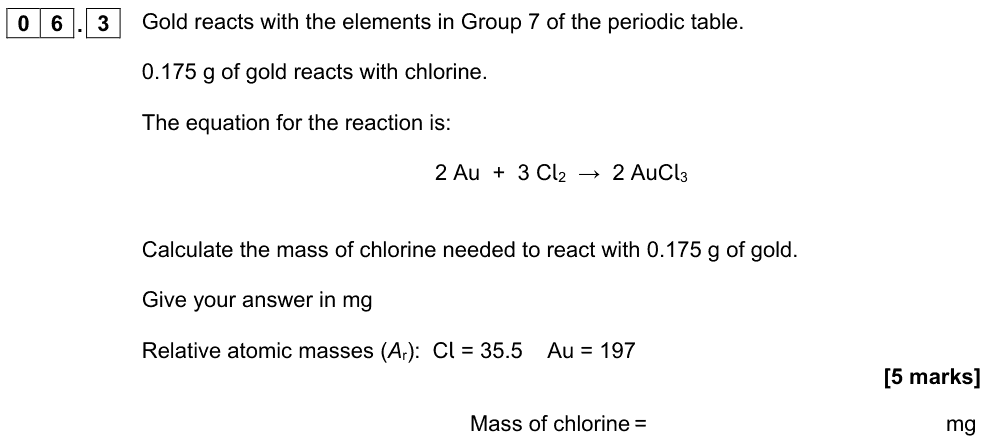 0 6 . 3 Gold reacts with the elements in Group 7 of the periodic table.
0.175 g of gold reacts with chlorine.
The equation for the reaction is:
2 Au + 3 Cl₂ → 2 AuCl₃
Calculate the mass of chlorine needed to react with 0.175 g of gold.
Give your answer in mg
Relative atomic masses (Aᵣ): Cl = 35.5 Au = 197
[5 marks]
Mass of chlorine = mg